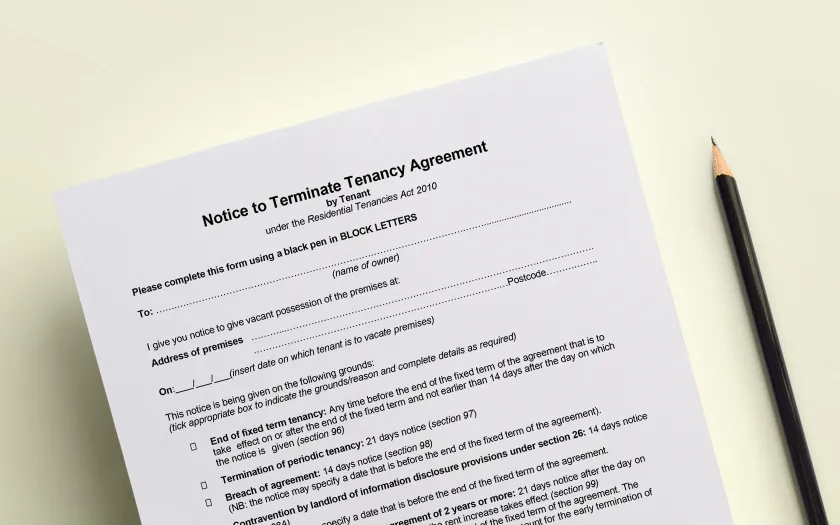 Notice to Terminate Tenancy Agreement
by Tenant
under the Residential Tenancies Act 2010
Please complete this form using a black pen in BLOCK LETTERS
To: ........................................
(name of owner)
I give you notice to give vacant possession of the premises at:
Address of premises ........................................
........................................Postcode................
On:___/___/___(insert date on which tenant is to vacate premises)
This notice is being given on the following grounds:
(tick appropriate box to indicate the grounds/reason and complete details as required)
End of fixed term tenancy: Any time before the end of the fixed term of the agreement that is to
take effect on or after the end of the fixed term and not earlier than 14 days after the day on which
the notice is given (section 96)
Termination of periodic tenancy: 21 days notice (section 97)
Breach of agreement: 14 days notice (section 98)
(NB: the notice may specify a date that is before the end of the fixed term of the agreement).
Contravention by landlord of information disclosure provisions under section 26: 14 days notice
specify a date that is before the end of the fixed term of the agreement.
agreement of 2 years or more: 21 days notice after the day on
the rent increase takes effect (section 99)
of the fixed term of the agreement. The
for the early termination of